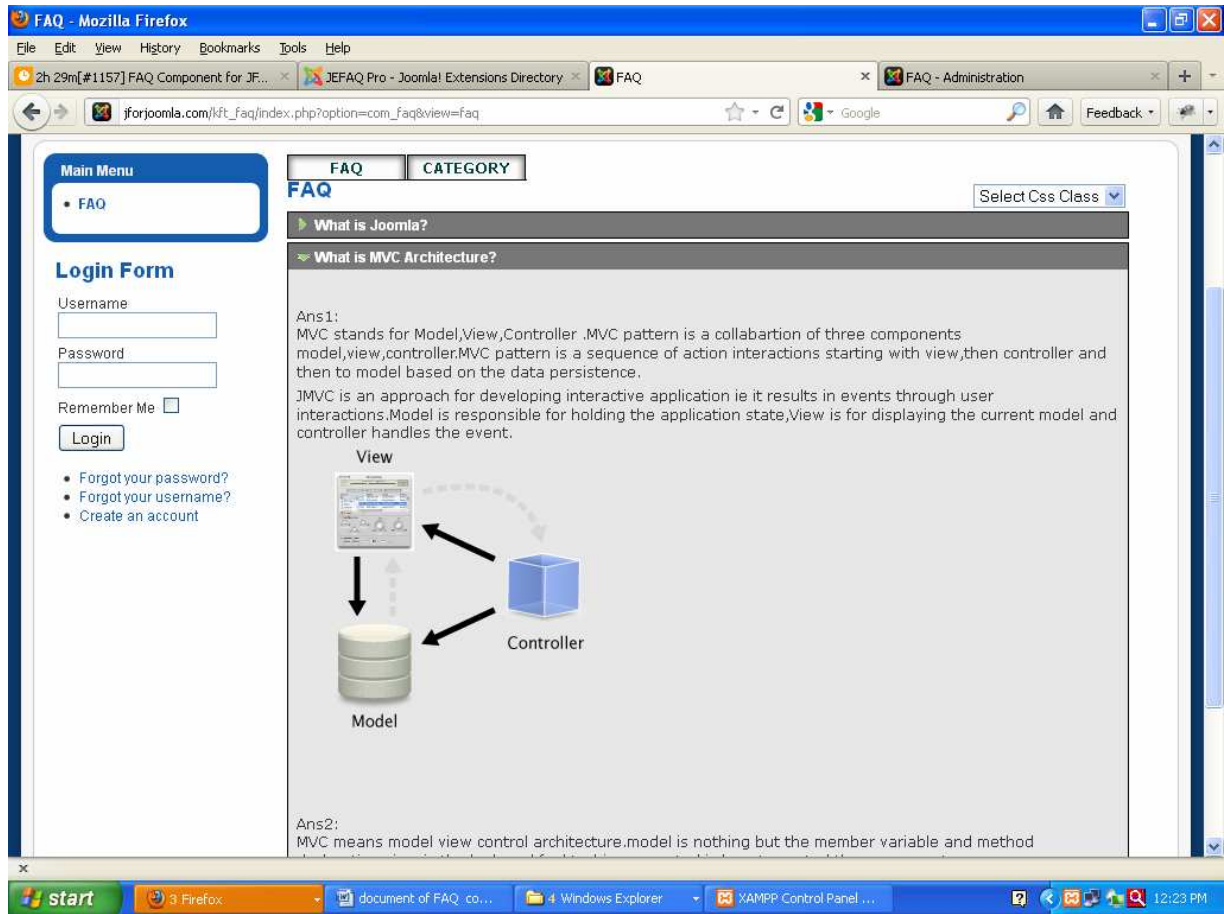 FAQ - Mozilla Firefox
File Edit View History Bookmarks Tools Help
2h 29m[#1157] FAQ Component for JF...
JEFAQ Pro - Joomla! Extensions Directory
FAQ
FAQ - Administration
jforjoomla.com/kft_faq/index.php?option=com_faq&view=faq
Google
Feedback
Main Menu
FAQ
Login Form
Username
Password
Remember Me
Login
Forgot your password?
Forgot your username?
Create an account
FAQ CATEGORY
FAQ
Select Css Class
What is Joomla?
What is MVC Architecture?
Ans1:
MVC stands for Model,View,Controller .MVC pattern is a collabartion of three components
model,view,controller.MVC pattern is a sequence of action interactions starting with view,then controller and
then to model based on the data persistence.
JMVC is an approach for developing interactive application ie it results in events through user
interactions.Model is responsible for holding the application state,View is for displaying the current model and
controller handles the event.
View
Controller
Model
Ans2:
MVC means model view control architecture.model is nothing but the member variable and method
start
3 Firefox
document of FAQ co...
4 Windows Explorer
XAMPP Control Panel ...
12:23 PM